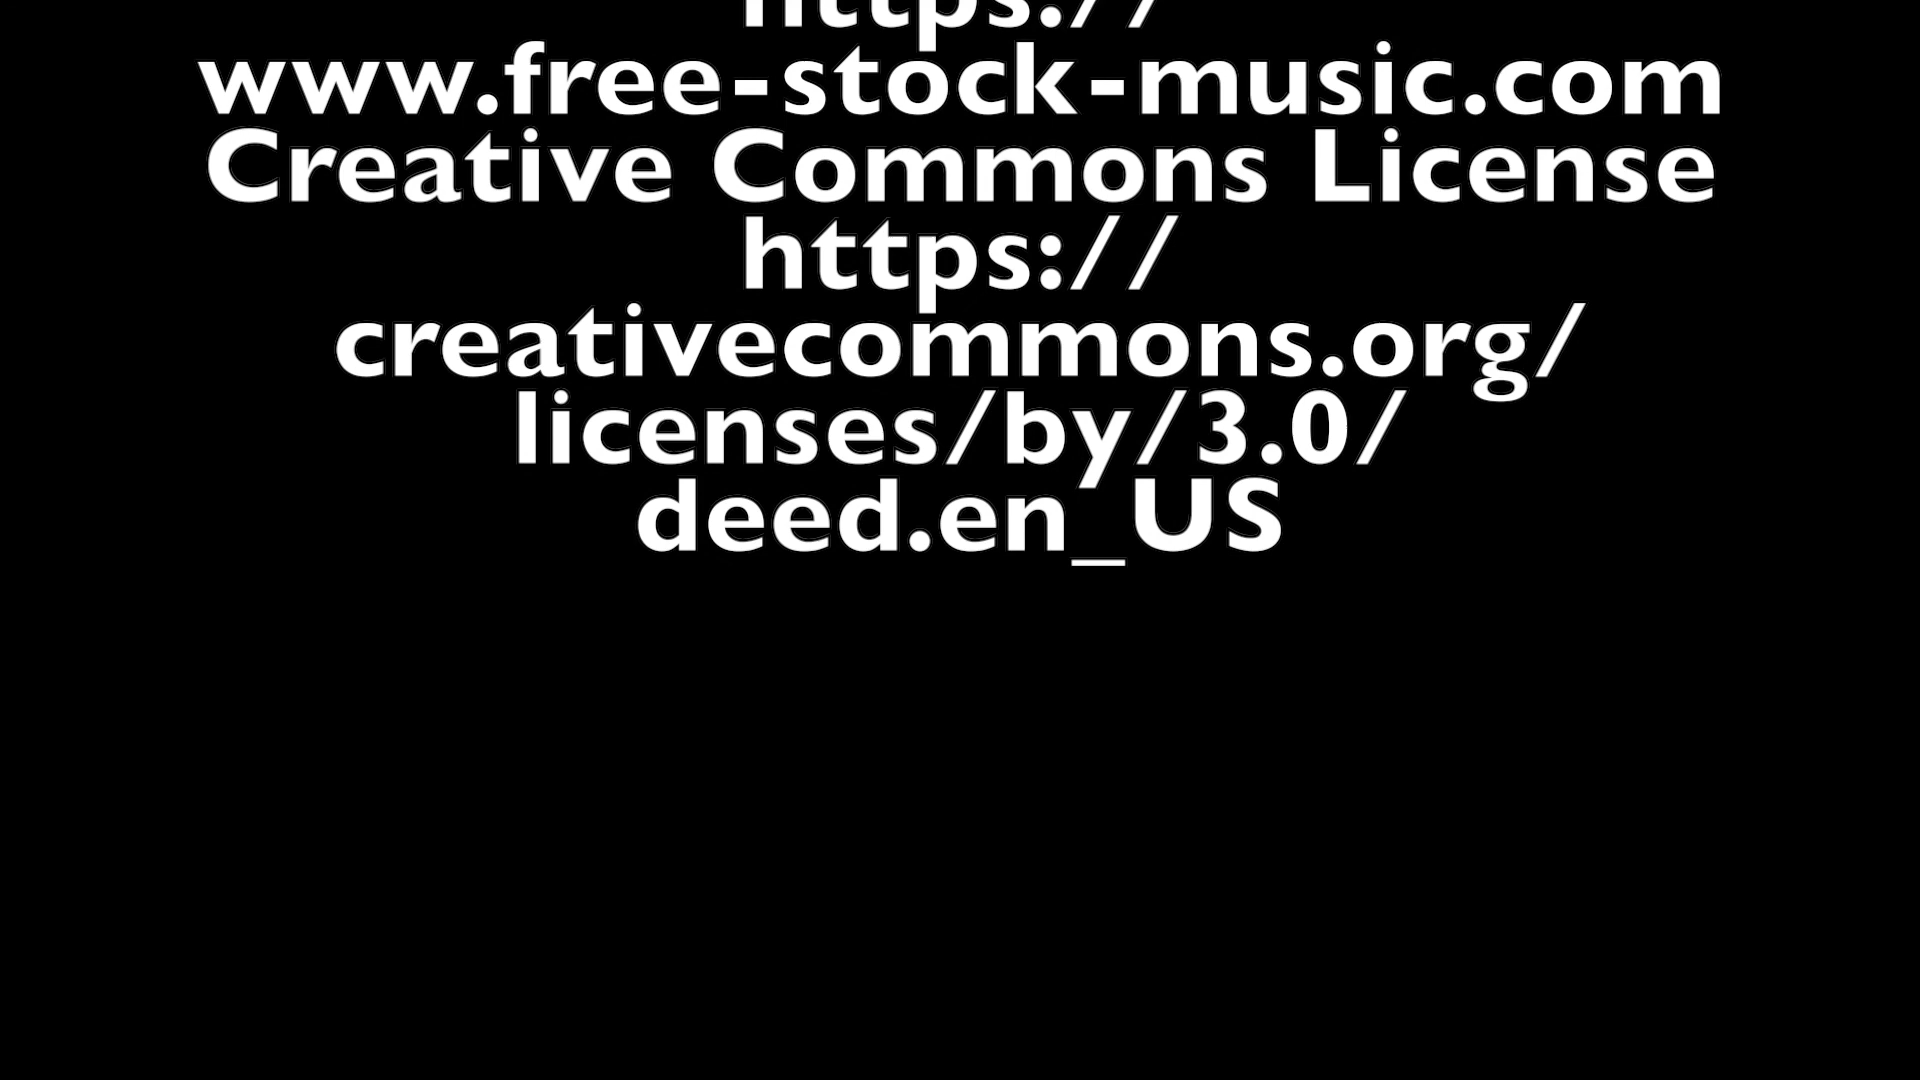 https://
www.free-stock-music.com
Creative Commons License
https://
creativecommons.org/
licenses/by/3.0/
deed.en_US